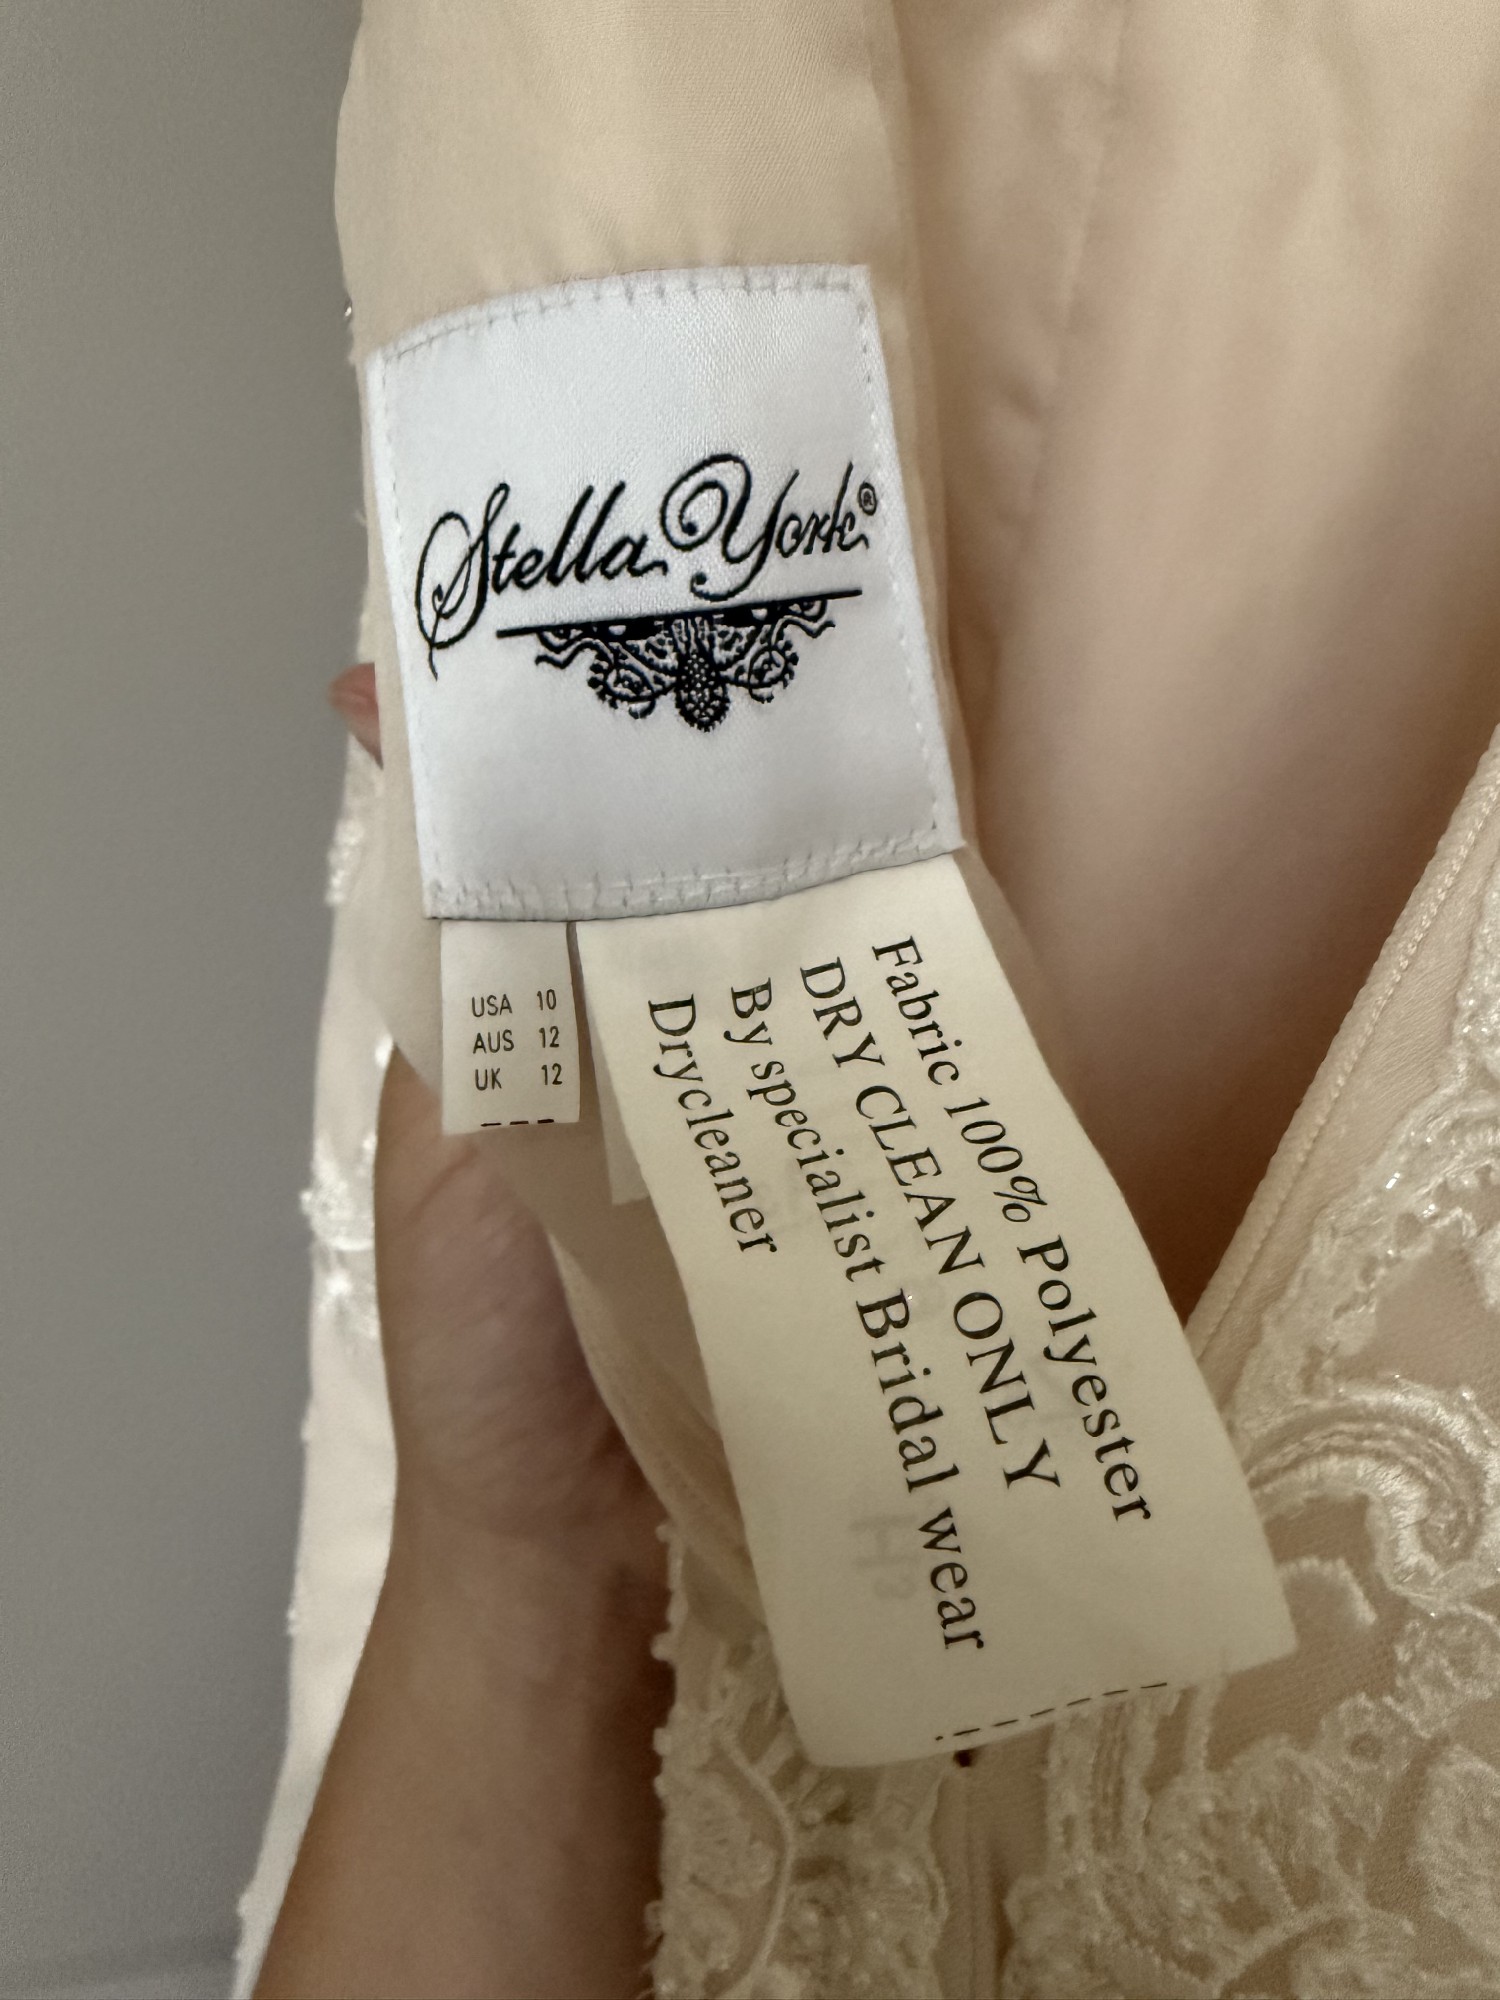 Stella York®
USA 10
AUS 12
UK 12
Fabric 100% Polyester
DRY CLEAN ONLY
By specialist Bridal wear
Drycleaner